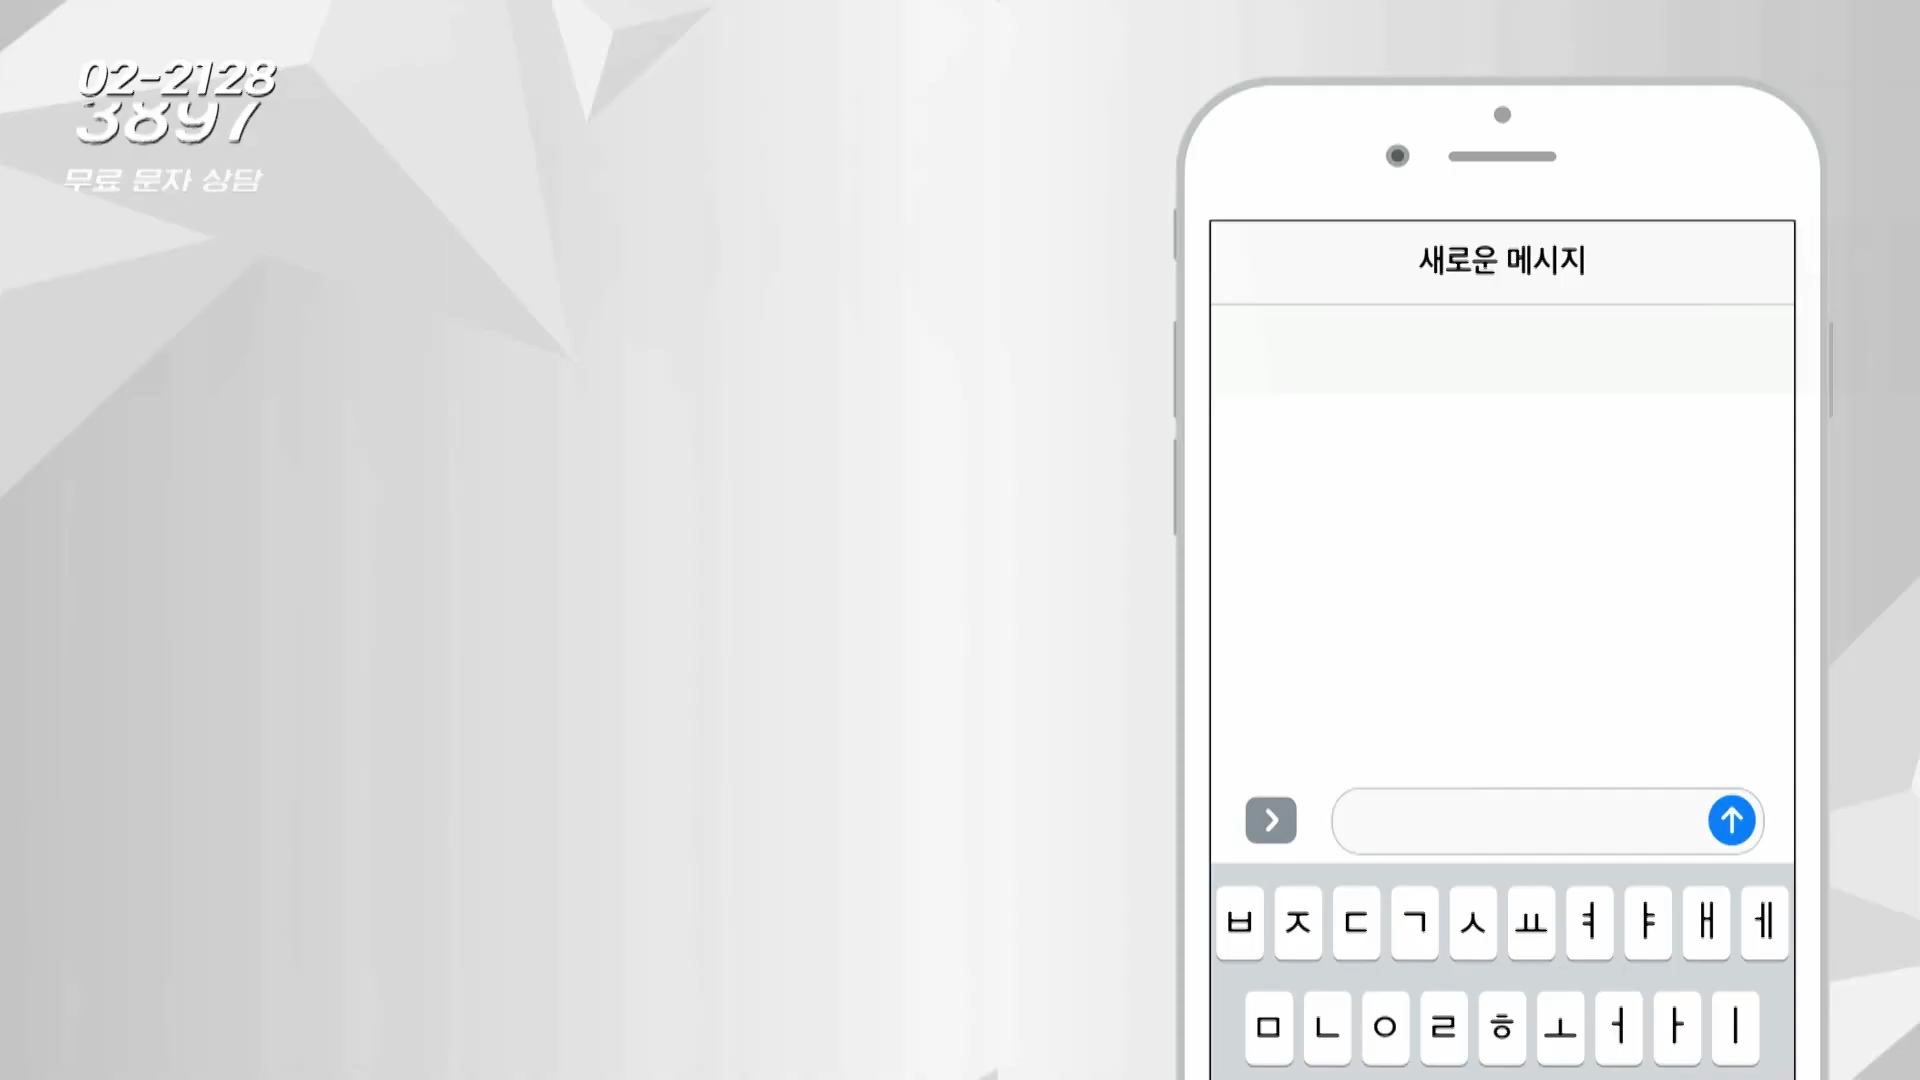 02-2128
3897
무료 문자 상담
새로운 메시지
ㅂ ㅈ ㄷ ㄱ ㅅ ㅛ ㅕ ㅑ ㅐ ㅔ
ㅁ ㄴ ㅇ ㄹ ㅎ ㅗ ㅓ ㅏ ㅣ